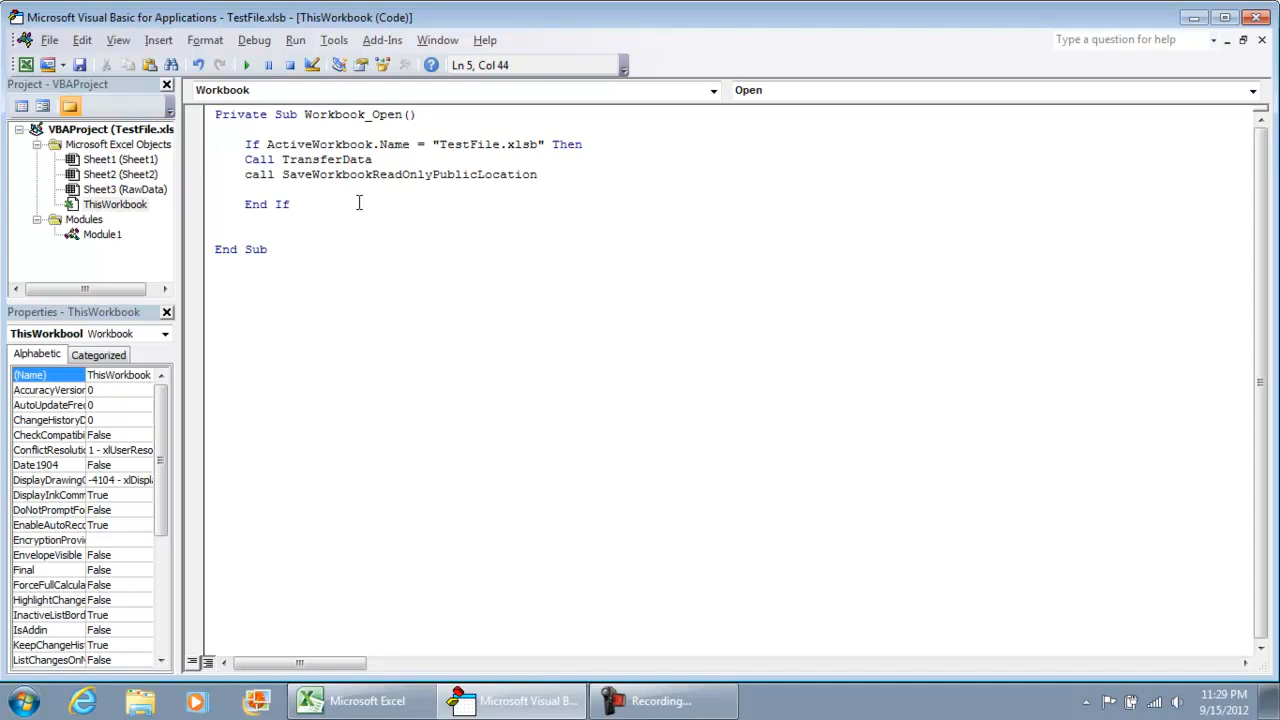 Microsoft Visual Basic for Applications - TestFile.xlsb - [ThisWorkbook (Code)]
File Edit View Insert Format Debug Run Tools Add-Ins Window Help
Type a question for help
Ln 5, Col 44
Project - VBAProject
Workbook
Open
VBAProject (TestFile.xls
Microsoft Excel Objects
Sheet1 (Sheet1)
Sheet2 (Sheet2)
Sheet3 (RawData)
ThisWorkbook
Modules
Module1
Private Sub Workbook_Open()
If ActiveWorkbook.Name = "TestFile.xlsb" Then
Call TransferData
call SaveWorkbookReadOnlyPublicLocation
End If
End Sub
Properties - ThisWorkbook
ThisWorkbool Workbook
Alphabetic Categorized
(Name) ThisWorkbook
AccuracyVersion 0
AutoUpdateFre 0
ChangeHistoryD 0
CheckCompatibi False
ConflictResoluti 1 - xlUserReso
Date1904 False
DisplayDrawing -4104 - xlDispl
DisplayInkComm True
DoNotPromptFo False
EnableAutoReco True
EncryptionProvi
EnvelopeVisible False
Final False
ForceFullCalcula False
HighlightChange False
InactiveListBord True
IsAddin False
KeepChangeHis True
ListChangesOnN False
Microsoft Excel
Microsoft Visual B...
Recording...
11:29 PM
9/15/2012